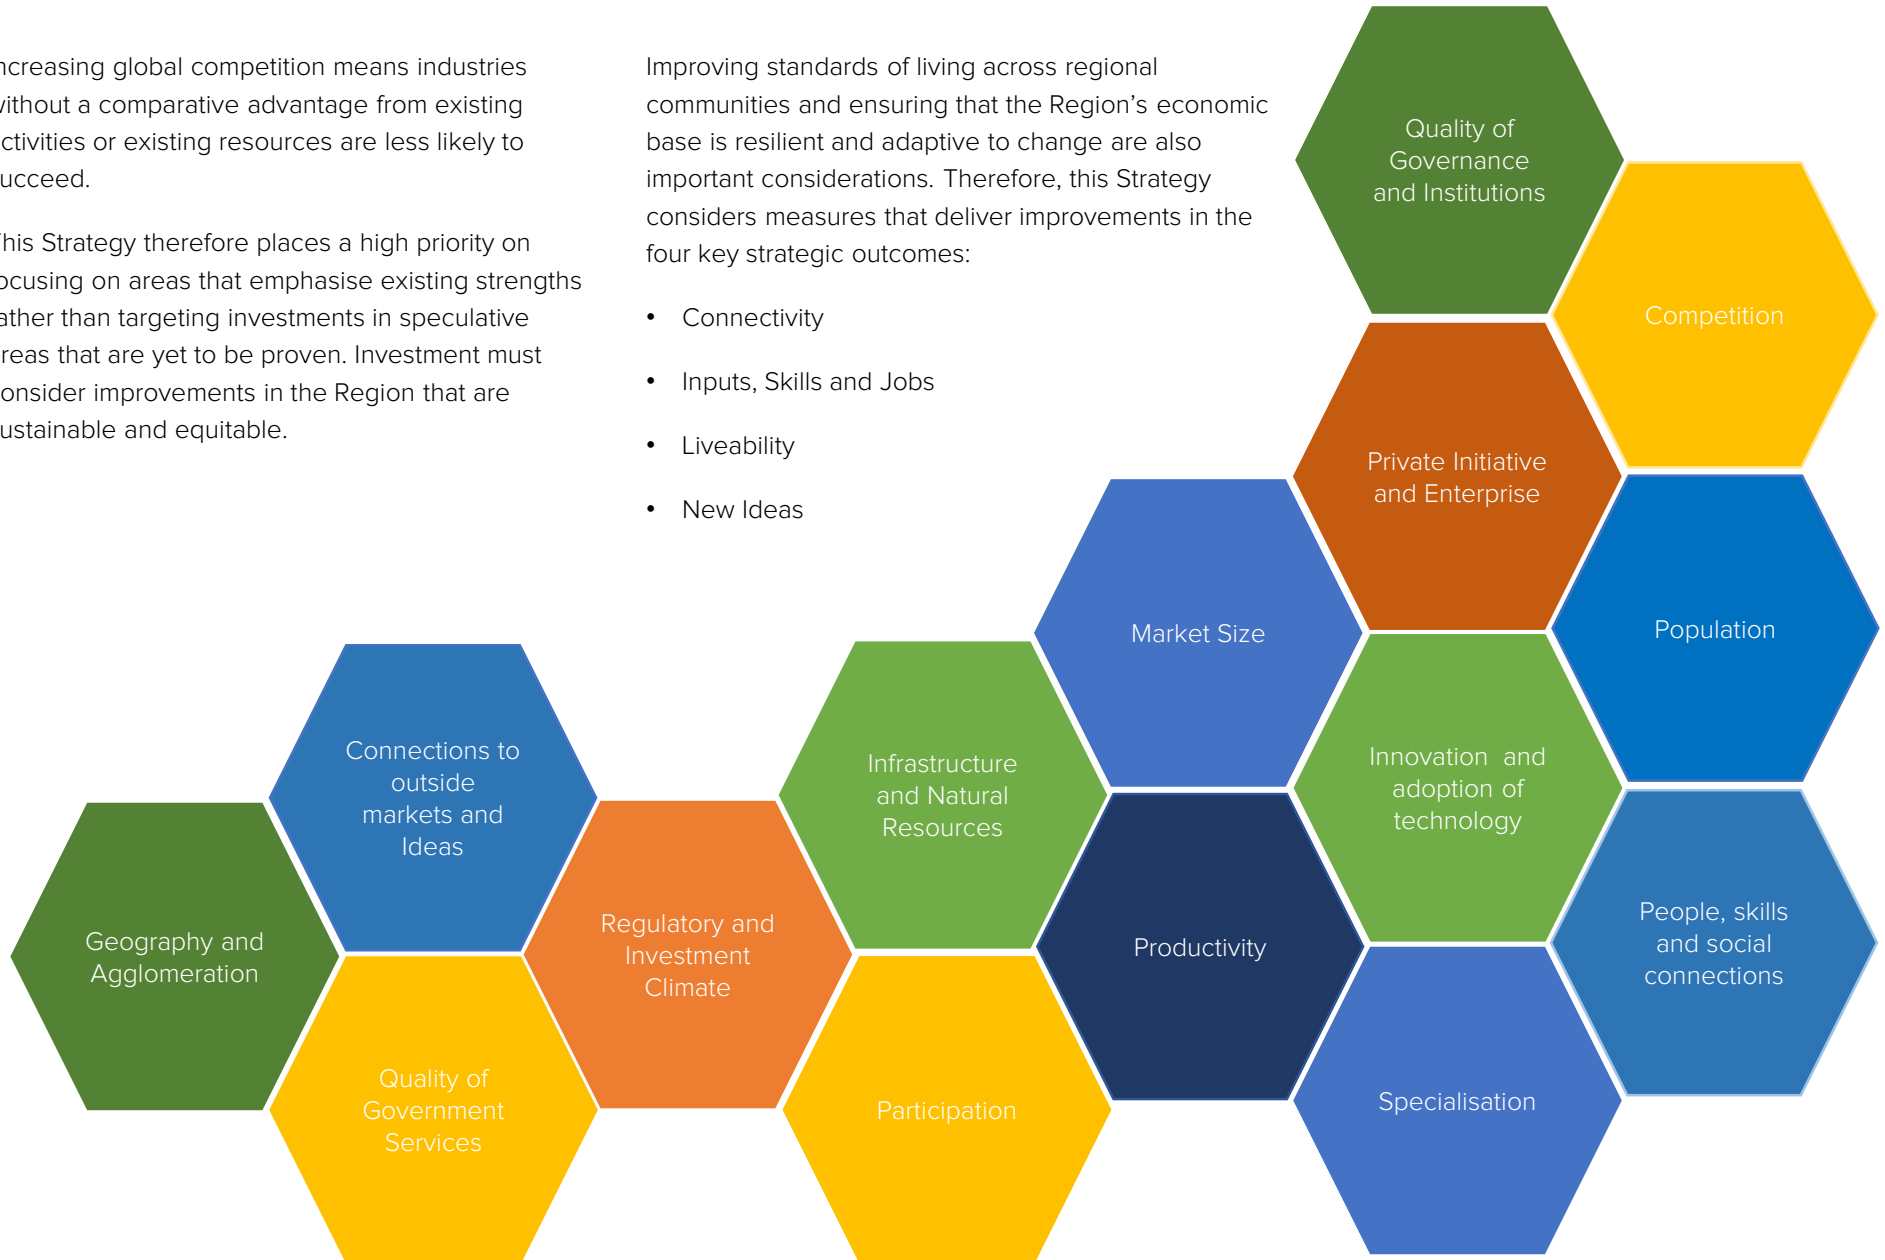 ncreasing global competition means industries
without a comparative advantage from existing
ctivities or existing resources are less likely to
ucceed.
This Strategy therefore places a high priority on
ocusing on areas that emphasise existing strengths
ather than targeting investments in speculative
reas that are yet to be proven. Investment must
onsider improvements in the Region that are
ustainable and equitable.
Improving standards of living across regional
communities and ensuring that the Region's economic
base is resilient and adaptive to change are also
important considerations. Therefore, this Strategy
considers measures that deliver improvements in the
four key strategic outcomes:
• Connectivity
• Inputs, Skills and Jobs
• Liveability
• New Ideas
Quality of
Governance
and Institutions
Competition
Private Initiative
and Enterprise
Market Size
Population
Connections to
outside
markets and
Ideas
Infrastructure
and Natural
Resources
Innovation and
adoption of
technology
Geography and
Agglomeration
Regulatory and
Investment
Climate
Productivity
People, skills
and social
connections
Quality of
Government
Services
Participation
Specialisation